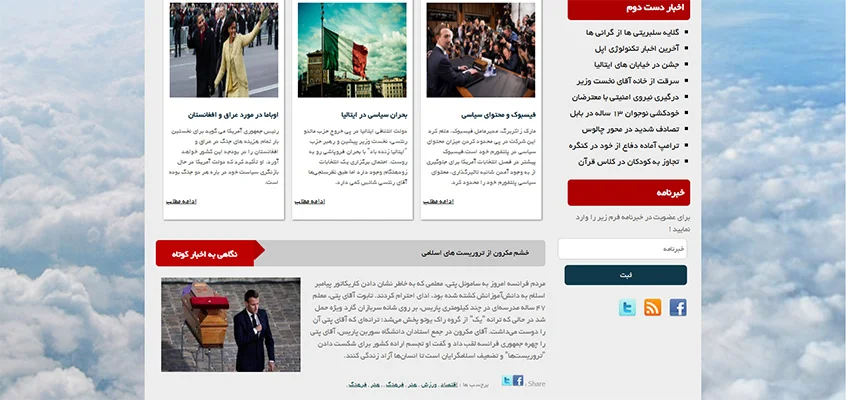 اخبار دست دوم
گلایه سلبریتی ها از گرانی ها
آخرین اخبار تکنولوژی اپل
جشن در خیابان های ایتالیا
سرقت از خانه آقای نخست وزیر
درگیری نیروی امنیتی با معترضان
خودکشی نوجوان ۱۳ ساله در بابل
تصادف شدید در محور چالوس
ترامپ آماده دفاع از خود در کنگره
تجاوز به کودکان در کلاس قرآن
خبرنامه
برای عضویت در خبرنامه فرم زیر را وارد
نمایید !
خبرنامه
ثبت
فیسبوک و محتوای سیاسی
مارک زاکربرگ، مدیرعامل فیسبوک، متهم کرد
این شرکت در پی محدود کردن میزان محتوای
سیاسی در پلتفورم خود است.فیسبوک
پیشتر در فصل انتخابات آمریکا برای جلوگیری
از به وجود آمدن شائبه تاثیرگذاری، محتوای
سیاسی پلتفورم خود را محدود کرد.
ادامه مطلب
بحران سیاسی در ایتالیا
دولت ائتلافی ایتالیا در پی خروج حزب ماتئو
رنتسی، نخست وزیر پیشین و رهبر حزب
"ایتالیا زنده باد" با بحران فروپاشی رو به
روست. احتمال برگزاری یک انتخابات
زودهنگام وجود دارد اما طبق نظرسنجی‌ها
آقای رنتسی شانس کمی دارد.
ادامه مطلب
اوباما در مورد عراق و افغانستان
رئیس جمهوری آمریکا می گوید برای نخستین
بار تمام هزینه های جنگ در عراق و
افغانستان را در بودجه این کشور خواهد
آورد. او تأکید کرد که دولت آمریکا در حال
بازنگری سیاست خود در باره هر دو جنگ بوده
است.
ادامه مطلب
خشم مکرون از تروریست های اسلامی
نگاهی به اخبار کوتاه
مردم فرانسه امروز به ساموئل پتی، معلمی که به خاطر نشان دادن کاریکاتور پیامبر
اسلام به دانش‌آموزانش کشته شده بود، ادای احترام کردند. تابوت آقای پتی، معلم
۴۷ ساله مدرسه‌ای در چند کیلومتری پاریس، بر روی شانه سربازان گارد ویژه حمل
شد در حالی که ترانه "یک" از گروه راک یوتو پخش می‌شد؛ ترانه‌ای که آقای پتی آن
را دوست می‌داشت. آقای مکرون در جمع استادان دانشگاه سوربن پاریس، آقای پتی
را چهره جمهوری فرانسه لقب داد و گفت او تجسم اراده کشور برای شکست دادن
"تروریست‌ها" و تضعیف اسلامگرایان است تا انسان‌ها آزاد زندگی کنند.
Share : برچسب ها : اقتصاد, ورزش , هنر, فرهنگ, , هنر, فرهنگ,